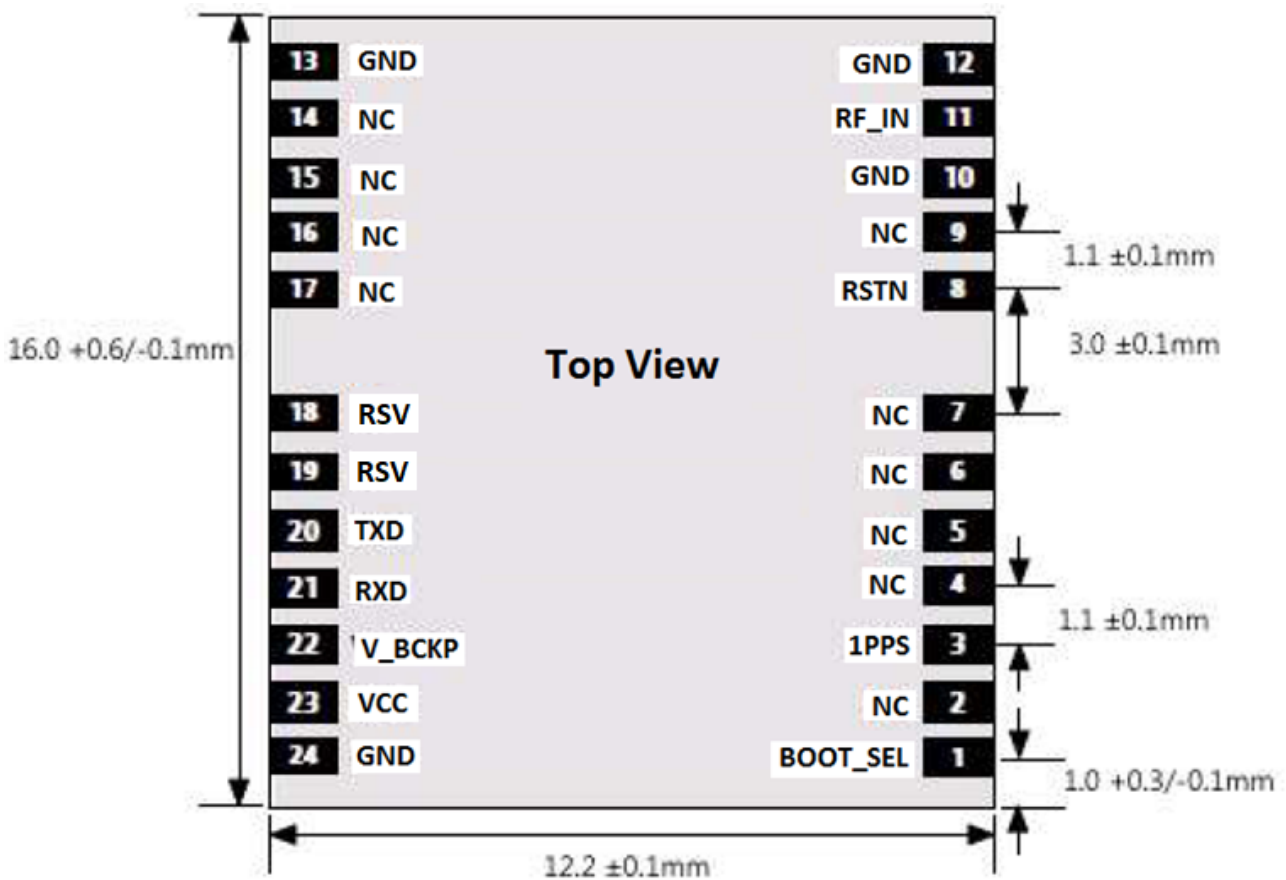 13 GND GND 12
14 NC RF_IN 11
15 NC GND 10
16 NC NC 9
1.1 ±0.1mm
17 NC RSTN 8
16.0 +0.6/-0.1mm
Top View
3.0 ±0.1mm
18 RSV NC 7
19 RSV NC 6
20 TXD NC 5
21 RXD NC 4
1.1 ±0.1mm
22 V_BCKP 1PPS 3
23 VCC NC 2
24 GND BOOT_SEL 1
1.0 +0.3/-0.1mm
12.2 ±0.1mm